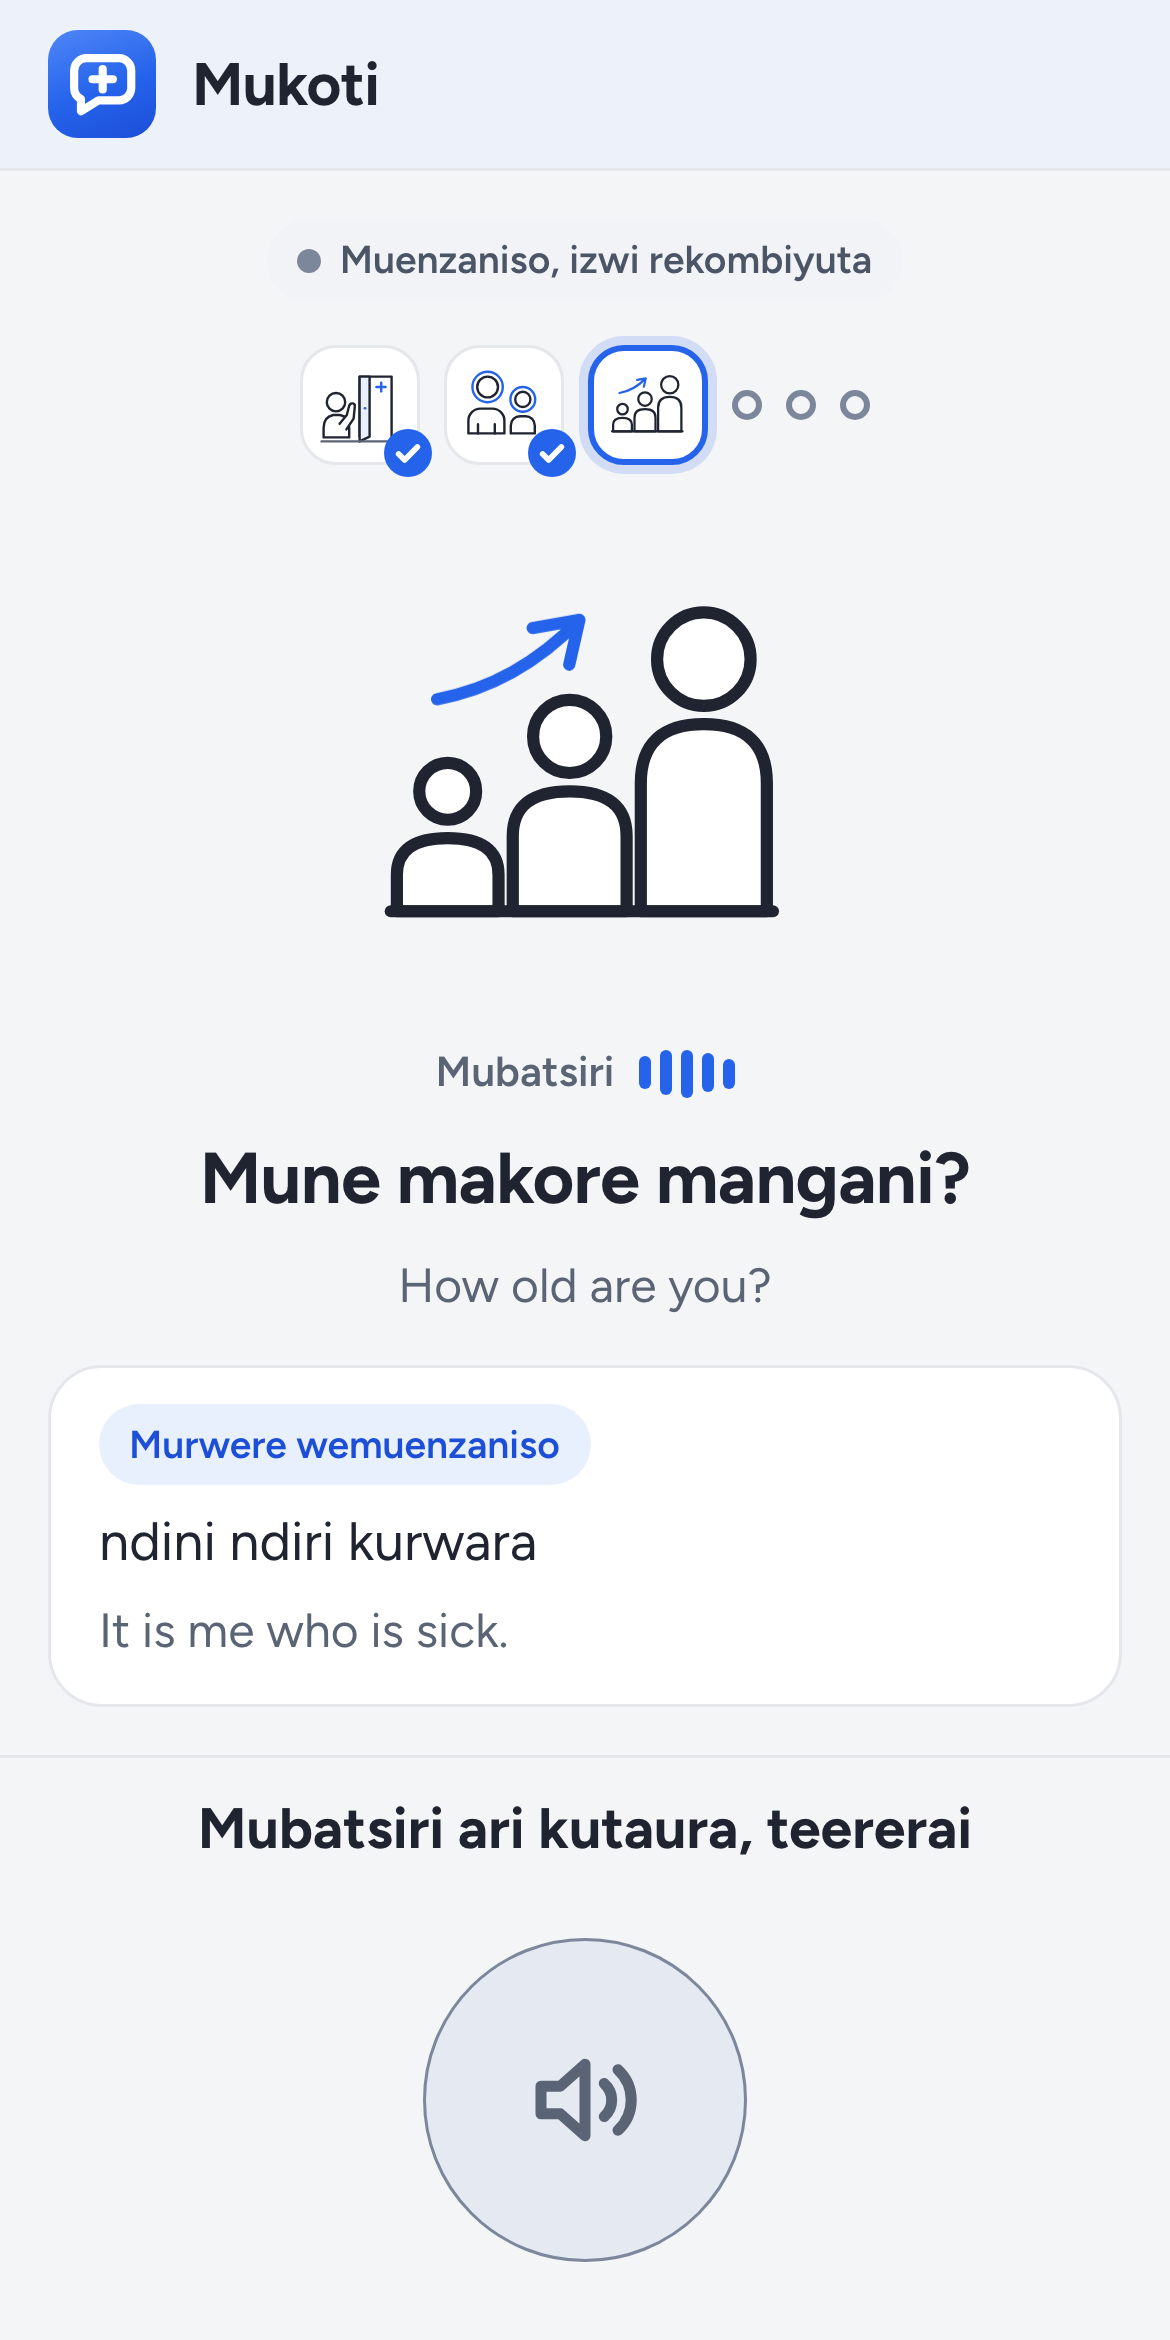 Mukoti
Muenzaniso, izwi rekombiyuta
Mubatsiri
Mune makore mangani?
How old are you?
Murwere wemuenzaniso
ndini ndiri kurwara
It is me who is sick.
Mubatsiri ari kutaura, teererai